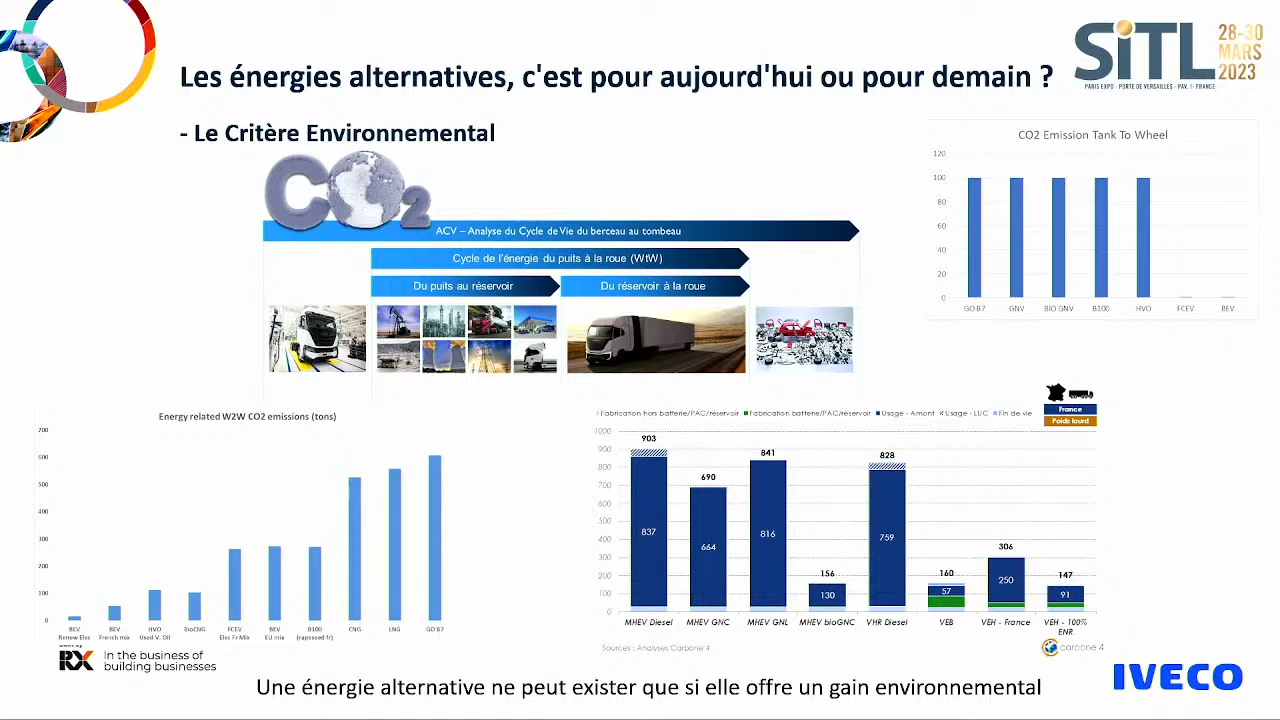 SiTL
28-30
MARS
2023
PARIS EXPO - PORTE DE VERSAILLES - PAV. 1 - FRANCE
Les énergies alternatives, c'est pour aujourd'hui ou pour demain ?
- Le Critère Environnemental
CO2
ACV – Analyse du Cycle de Vie du berceau au tombeau
Cycle de l'énergie du puits à la roue (WtW)
Du puits au réservoir
Du réservoir à la roue
CO2 Emission Tank To Wheel
120
100
80
60
40
20
0
GO B7 GNV BIO GNV B100 HVO FCEV BEV
Energy related W2W CO2 emissions (tons)
700
600
500
400
300
200
100
0
BEV BEV HVO BioCNG FCEV BEV B100 CNG LNG GO B7
Renew Elec French mix Used V. Oil Elec Fr Mix EU mix (rapeseed fr)
Fabrication hors batterie/PAC/réservoir Fabrication batterie/PAC/réservoir Usage - Amont Usage - LUC Fin de vie
France
Poids lourd
1000
900
800
700
600
500
400
300
200
100
0
903 690 841 156 828 160 306 147
837 664 816 130 759 57 250 91
MHEV Diesel MHEV GNC MHEV GNL MHEV bioGNC VHR Diesel VEB VEH - France VEH - 100%
ENR
Sources : Analyses Carbone 4
carbone 4
RX
In the business of
building businesses
Une énergie alternative ne peut exister que si elle offre un gain environnemental
IVECO